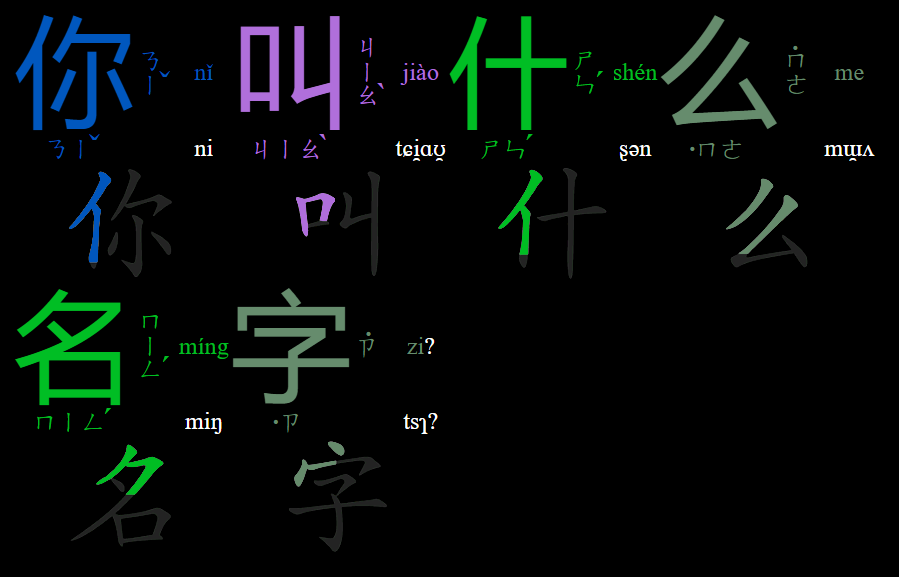 你 ㄋㄧˇ nǐ 叫 ㄐㄧㄠˋ jiào 什 ㄕㄣˊ shén 么 ˙ㄇㄜ me
ㄋㄧˇ ni ㄐㄧㄠˋ tɕi̯ɑʊ̯ ㄕㄣˊ ʂən ˙ㄇㄜ mɯ̯ʌ
你 叫 什 么
名 ㄇㄧㄥˊ míng 字 ˙ㄗ zi?
ㄇㄧㄥˊ miŋ ˙ㄗ tsɿ?
名 字